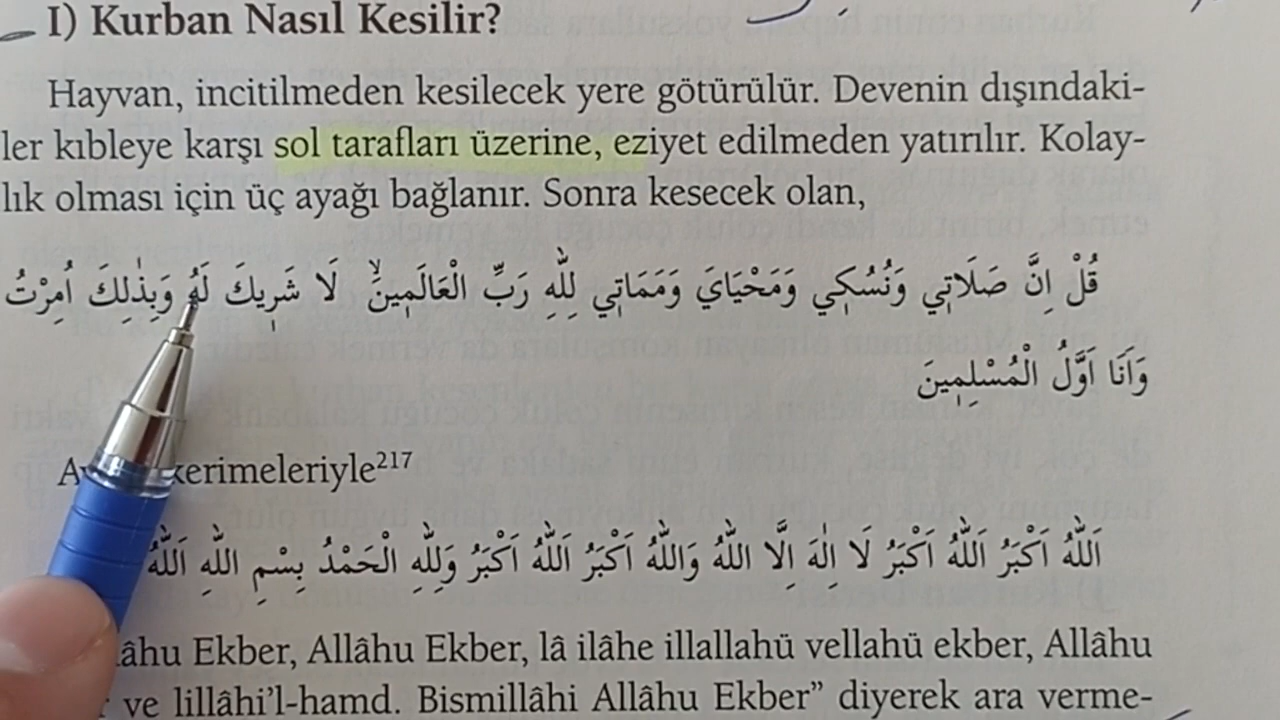 I) Kurban Nasıl Kesilir?
Hayvan, incitilmeden kesilecek yere götürülür. Devenin dışındaki-
ler kıbleye karşı sol tarafları üzerine, eziyet edilmeden yatırılır. Kolay-
lık olması için üç ayağı bağlanır. Sonra kesecek olan,
قُلْ اِنَّ صَلَاتٖي وَنُسُكٖي وَمَحْيَايَ وَمَمَاتٖي لِلّٰهِ رَبِّ الْعَالَمٖينَۙ لَا شَرٖيكَ لَهُ وَبِذٰلِكَ اُمِرْتُ
وَاَنَا اَوَّلُ الْمُسْلِمٖينَ
kerimeleriyle²¹⁷
اَللّٰهُ اَكْبَرُ اَللّٰهُ اَكْبَرُ لَا اِلٰهَ اِلَّا اللّٰهُ وَاللّٰهُ اَكْبَرُ اَللّٰهُ اَكْبَرُ وَلِلّٰهِ الْحَمْدُ بِسْمِ اللّٰهِ اَللّٰهُ
âhu Ekber, Allâhu Ekber, lâ ilâhe illallahü vellahü ekber, Allâhu
ve lillâhi’l-hamd. Bismillâhi Allâhu Ekber” diyerek ara verme-